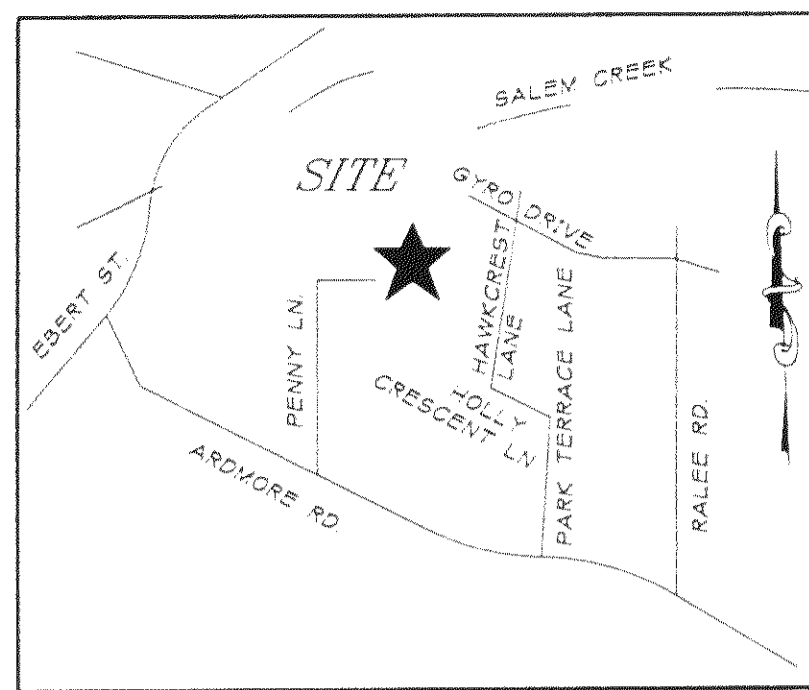 SALEM CREEK
SITE
GYRO DRIVE
EBERT ST.
PENNY LN.
HAWKCREST
LANE
HOLLY
CRESCENT LN
PARK TERRACE LANE
RALEE RD.
ARDMORE RD.